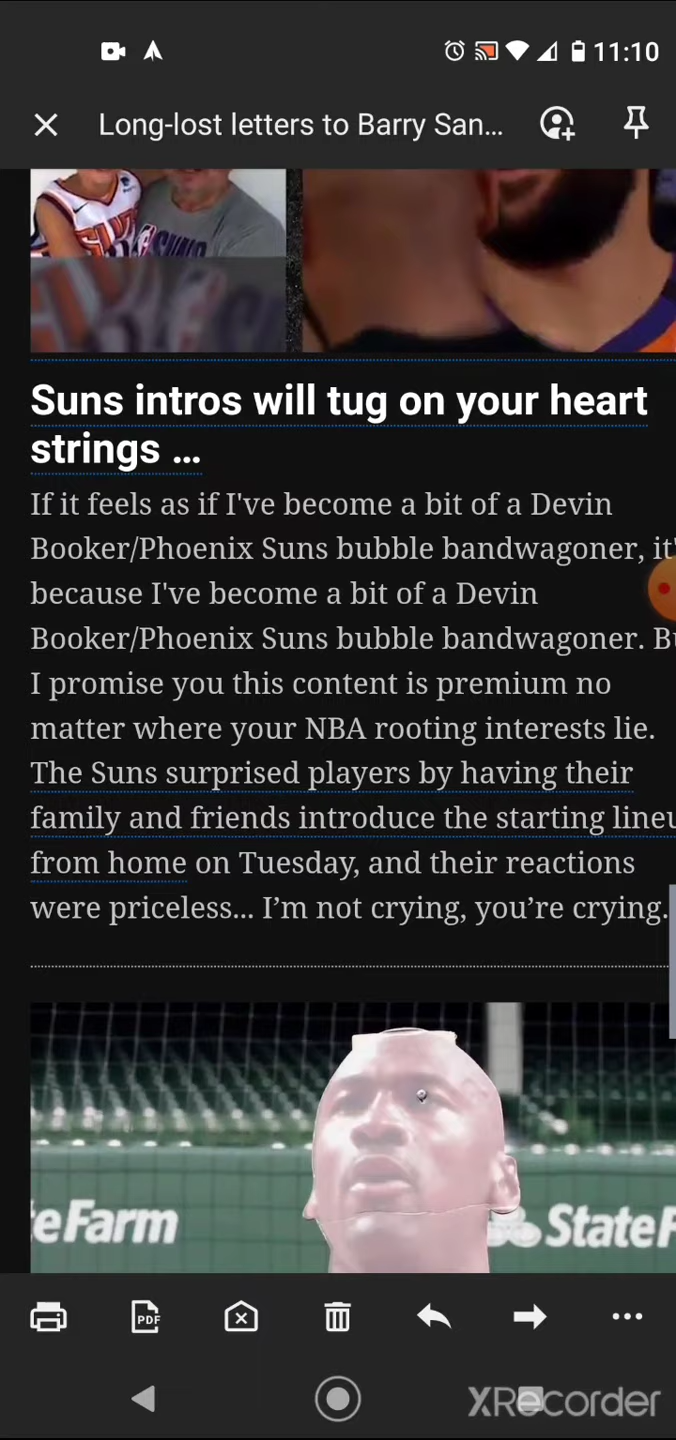 11:10
Long-lost letters to Barry San...
SUNS
Suns intros will tug on your heart
strings ...
If it feels as if I've become a bit of a Devin
Booker/Phoenix Suns bubble bandwagoner, it'
because I've become a bit of a Devin
Booker/Phoenix Suns bubble bandwagoner. Bu
I promise you this content is premium no
matter where your NBA rooting interests lie.
The Suns surprised players by having their
family and friends introduce the starting lineu
from home on Tuesday, and their reactions
were priceless... I’m not crying, you’re crying.
eFarm
StateF
PDF
XRecorder